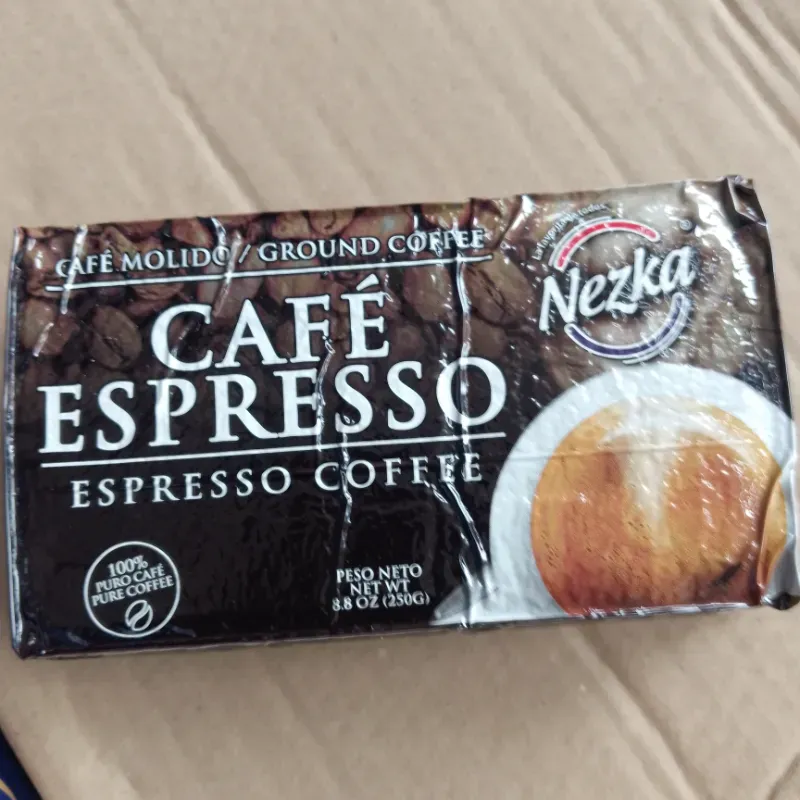 CAFÉ MOLIDO / GROUND COFFEE
CAFÉ
ESPRESSO
ESPRESSO COFFEE
Nezka
®
100%
PURO CAFÉ
PURE COFFEE
PESO NETO
NET WT
8.8 OZ (250G)